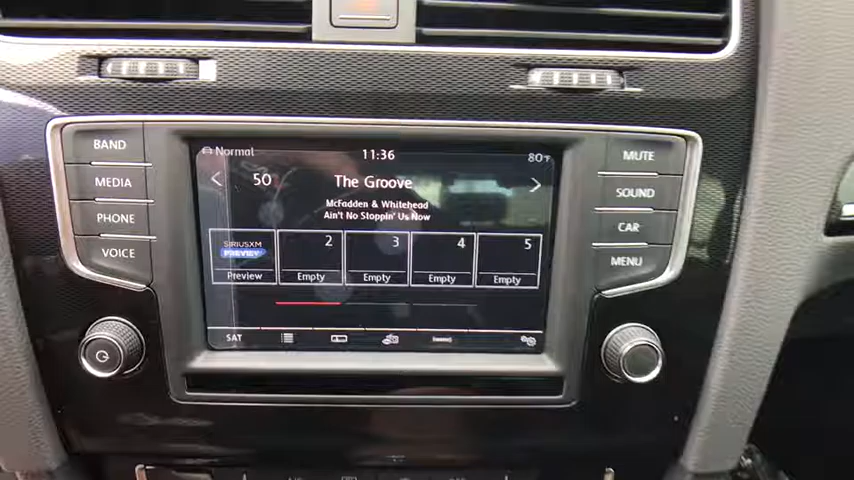 Normal
11:36
80°F
BAND
MEDIA
PHONE
VOICE
50
The Groove
McFadden & Whitehead
Ain't No Stoppin' Us Now
SIRIUSXM
PREVIEW
Preview
2
Empty
3
Empty
4
Empty
5
Empty
SAT
MUTE
SOUND
CAR
MENU